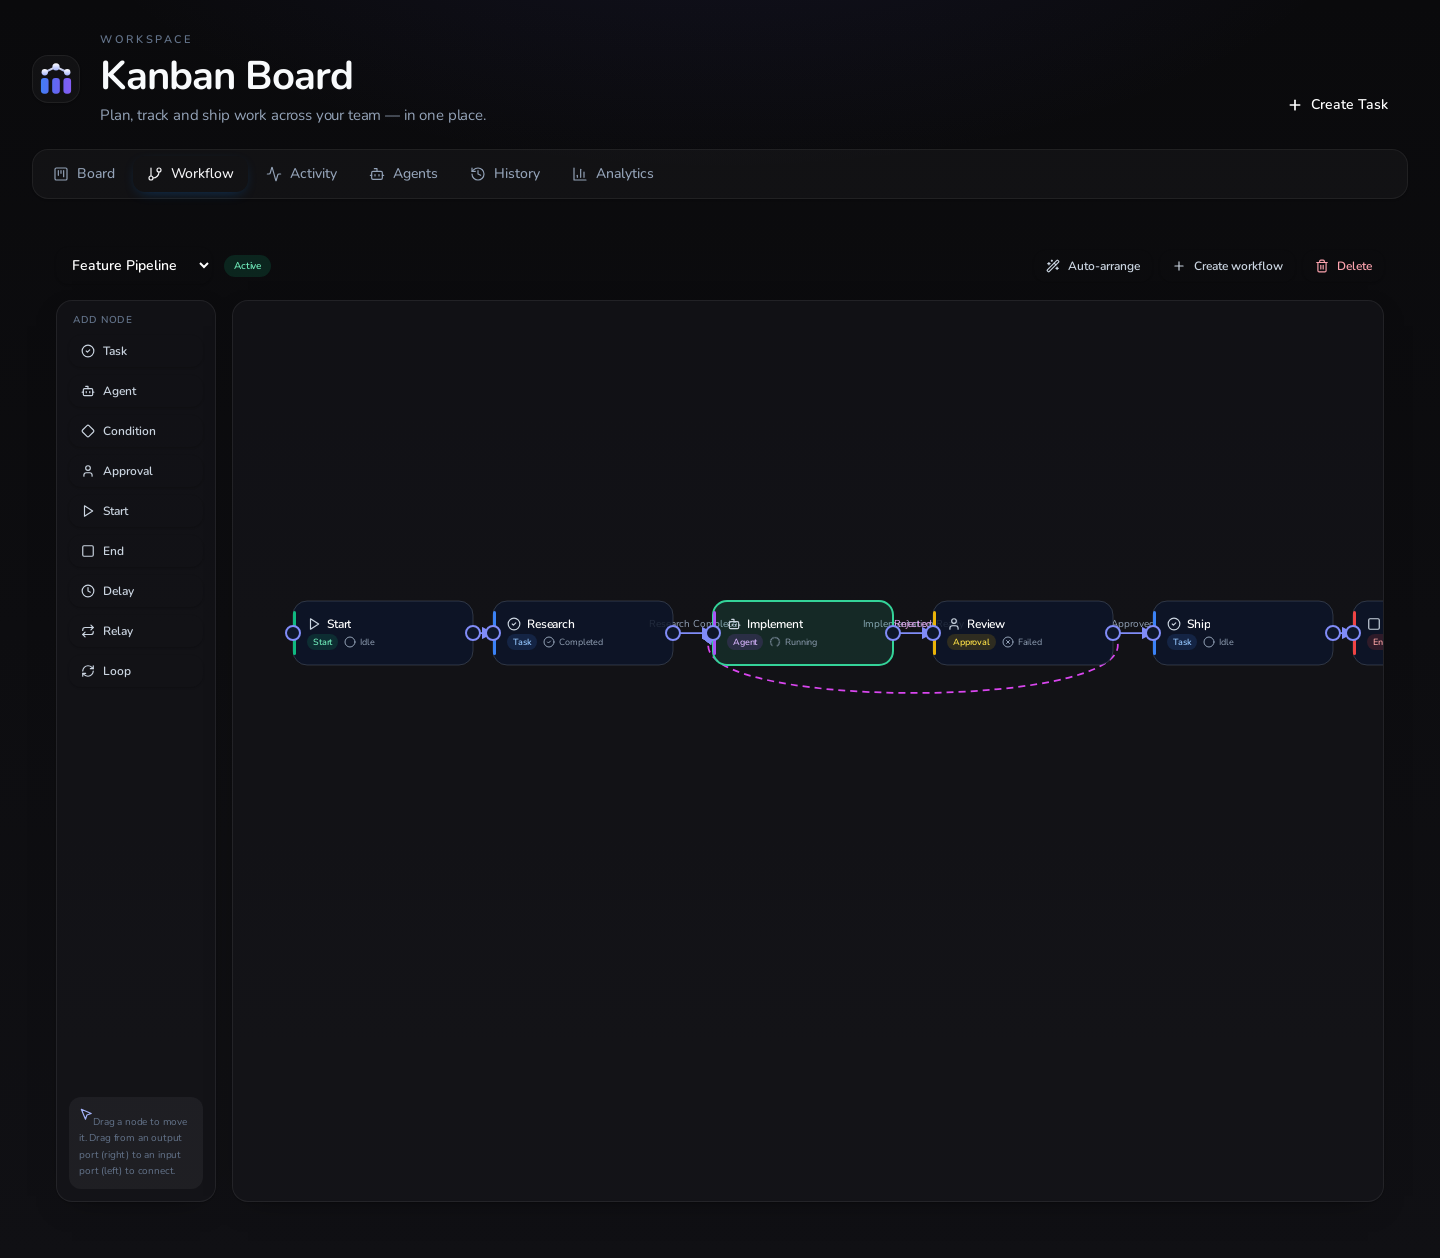 WORKSPACE
Kanban Board
Plan, track and ship work across your team — in one place.
Create Task
Board
Workflow
Activity
Agents
History
Analytics
Feature Pipeline
Active
Auto-arrange
Create workflow
Delete
ADD NODE
Task
Agent
Condition
Approval
Start
End
Delay
Relay
Loop
Drag a node to move
it. Drag from an output
port (right) to an input
port (left) to connect.
Start
Start
Idle
Research
Task
Completed
Research
Implement
Agent
Running
Rejected
Review
Approval
Failed
Approved
Ship
Task
Idle